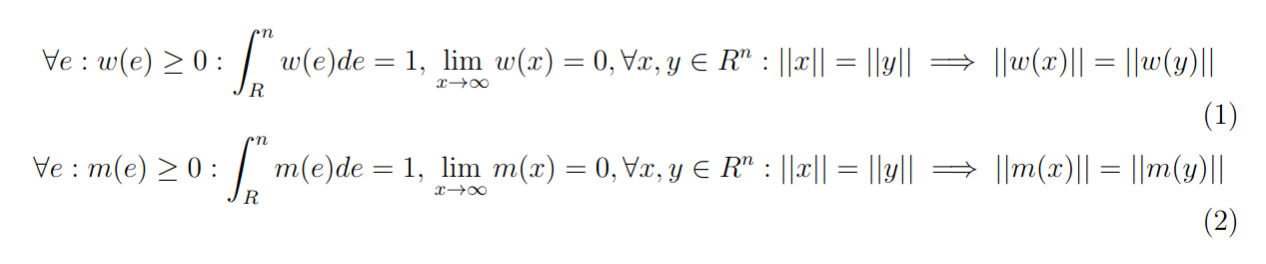 ∀e : w(e) ≥ 0 : ∫_R^n w(e)de = 1, lim_{x→∞} w(x) = 0, ∀x, y ∈ R^n : ||x|| = ||y|| ⟹ ||w(x)|| = ||w(y)||
(1)
∀e : m(e) ≥ 0 : ∫_R^n m(e)de = 1, lim_{x→∞} m(x) = 0, ∀x, y ∈ R^n : ||x|| = ||y|| ⟹ ||m(x)|| = ||m(y)||
(2)